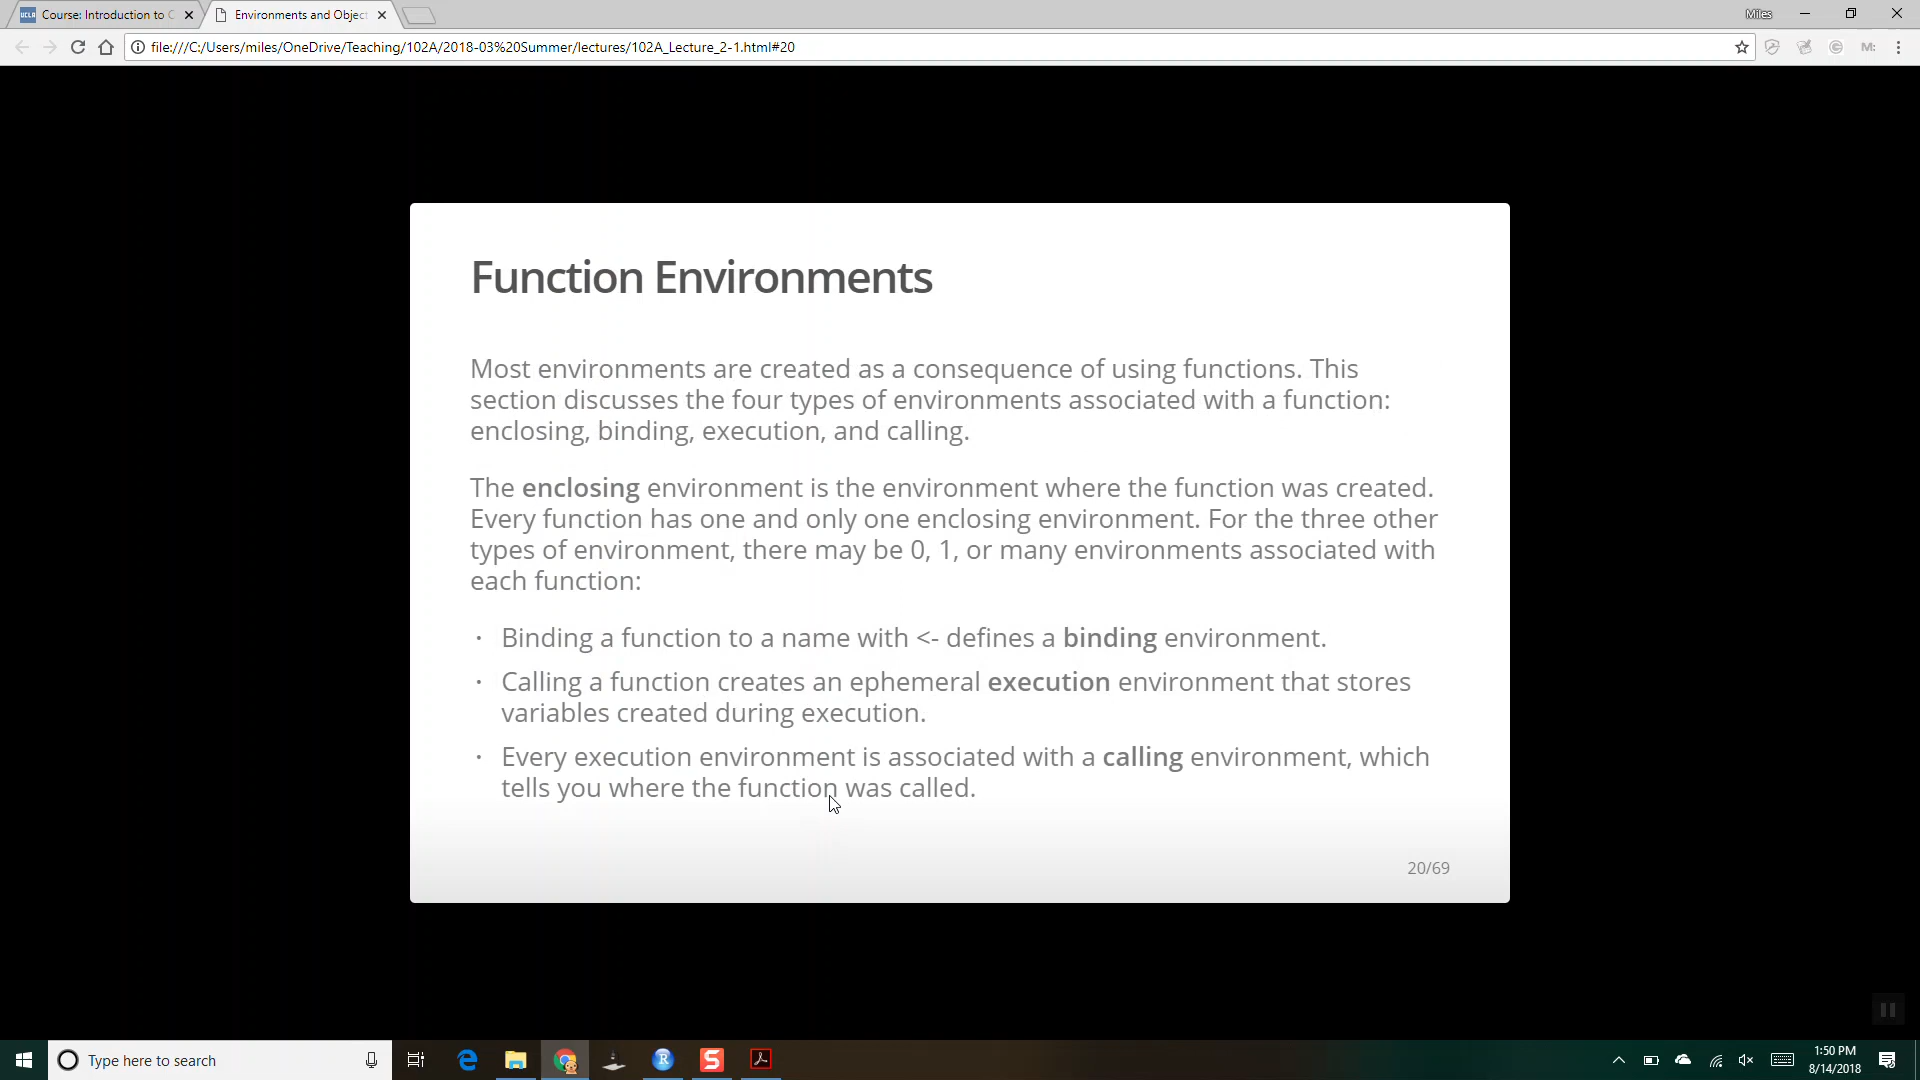 UCLA
Course: Introduction to C
Environments and Object
Miles
file:///C:/Users/miles/OneDrive/Teaching/102A/2018-03%20Summer/lectures/102A_Lecture_2-1.html#20
M:
Function Environments
Most environments are created as a consequence of using functions. This
section discusses the four types of environments associated with a function:
enclosing, binding, execution, and calling.
The enclosing environment is the environment where the function was created.
Every function has one and only one enclosing environment. For the three other
types of environment, there may be 0, 1, or many environments associated with
each function:
· Binding a function to a name with <- defines a binding environment.
· Calling a function creates an ephemeral execution environment that stores
variables created during execution.
· Every execution environment is associated with a calling environment, which
tells you where the function was called.
20/69
Type here to search
1:50 PM
8/14/2018